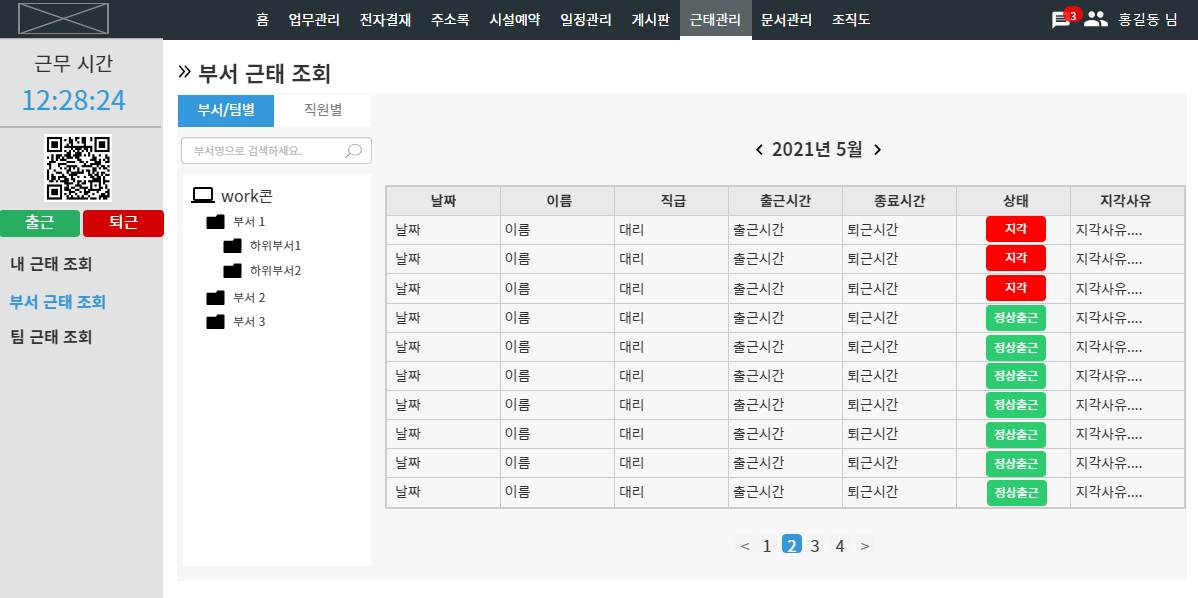 홈 업무관리 전자결재 주소록 시설예약 일정관리 게시판 근태관리 문서관리 조직도 3 홍길동 님
근무 시간
12:28:24
출근 퇴근
내 근태 조회
부서 근태 조회
팀 근태 조회
» 부서 근태 조회
부서/팀별 직원별
부서명으로 검색하세요.
work콘
부서 1
하위부서1
하위부서2
부서 2
부서 3
< 2021년 5월 >
날짜 이름 직급 출근시간 종료시간 상태 지각사유
날짜 이름 대리 출근시간 퇴근시간 지각 지각사유....
날짜 이름 대리 출근시간 퇴근시간 지각 지각사유....
날짜 이름 대리 출근시간 퇴근시간 지각 지각사유....
날짜 이름 대리 출근시간 퇴근시간 정상출근 지각사유....
날짜 이름 대리 출근시간 퇴근시간 정상출근 지각사유....
날짜 이름 대리 출근시간 퇴근시간 정상출근 지각사유....
날짜 이름 대리 출근시간 퇴근시간 정상출근 지각사유....
날짜 이름 대리 출근시간 퇴근시간 정상출근 지각사유....
날짜 이름 대리 출근시간 퇴근시간 정상출근 지각사유....
날짜 이름 대리 출근시간 퇴근시간 정상출근 지각사유....
< 1 2 3 4 >